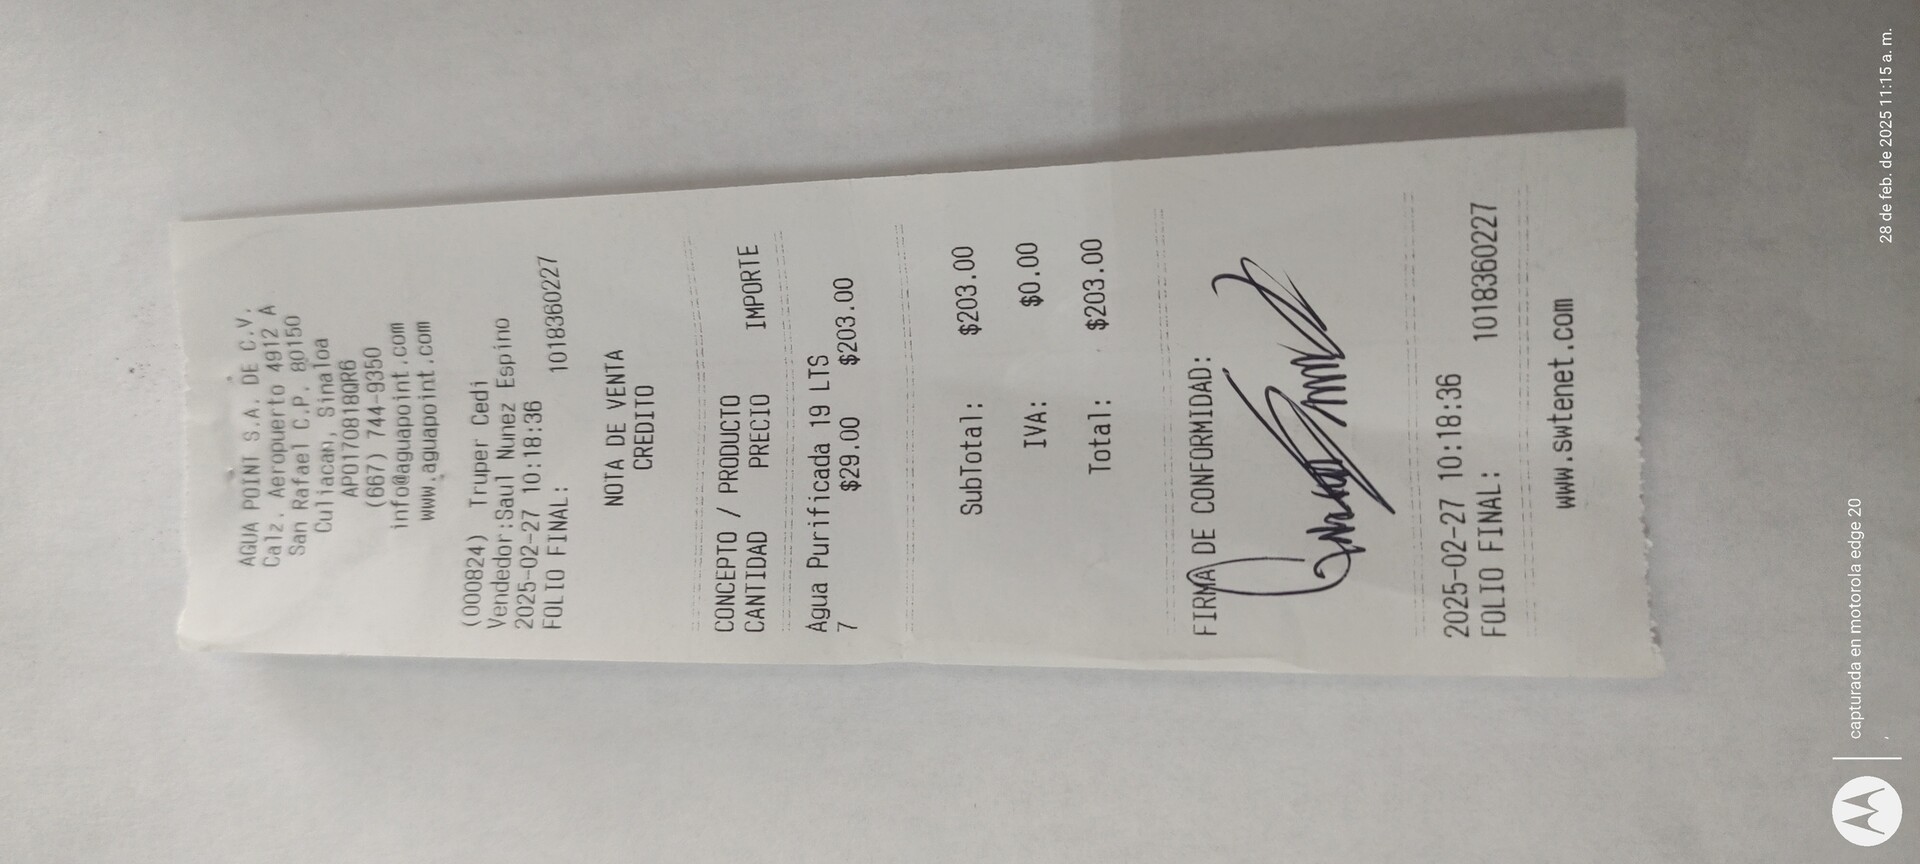 AGUA POINT S.A. DE C.V.
Calz. Aeropuerto 4912 A
San Rafael C.P. 80150
Culiacan, Sinaloa
APO170818QR6
(667) 744-9350
info@aguapoint.com
www.aguapoint.com
(000824) Truper Cedi
Vendedor:Saul Nunez Espino
2025-02-27 10:18:36
FOLIO FINAL: 1018360227
NOTA DE VENTA
CREDITO
CONCEPTO / PRODUCTO
CANTIDAD PRECIO IMPORTE
Agua Purificada 19 LTS
7 $29.00 $203.00
SubTotal: $203.00
IVA: $0.00
Total: $203.00
FIRMA DE CONFORMIDAD:
2025-02-27 10:18:36
FOLIO FINAL: 1018360227
www.swtenet.com
capturada en motorola edge 20
, 28 de feb. de 2025 11:15 a. m.